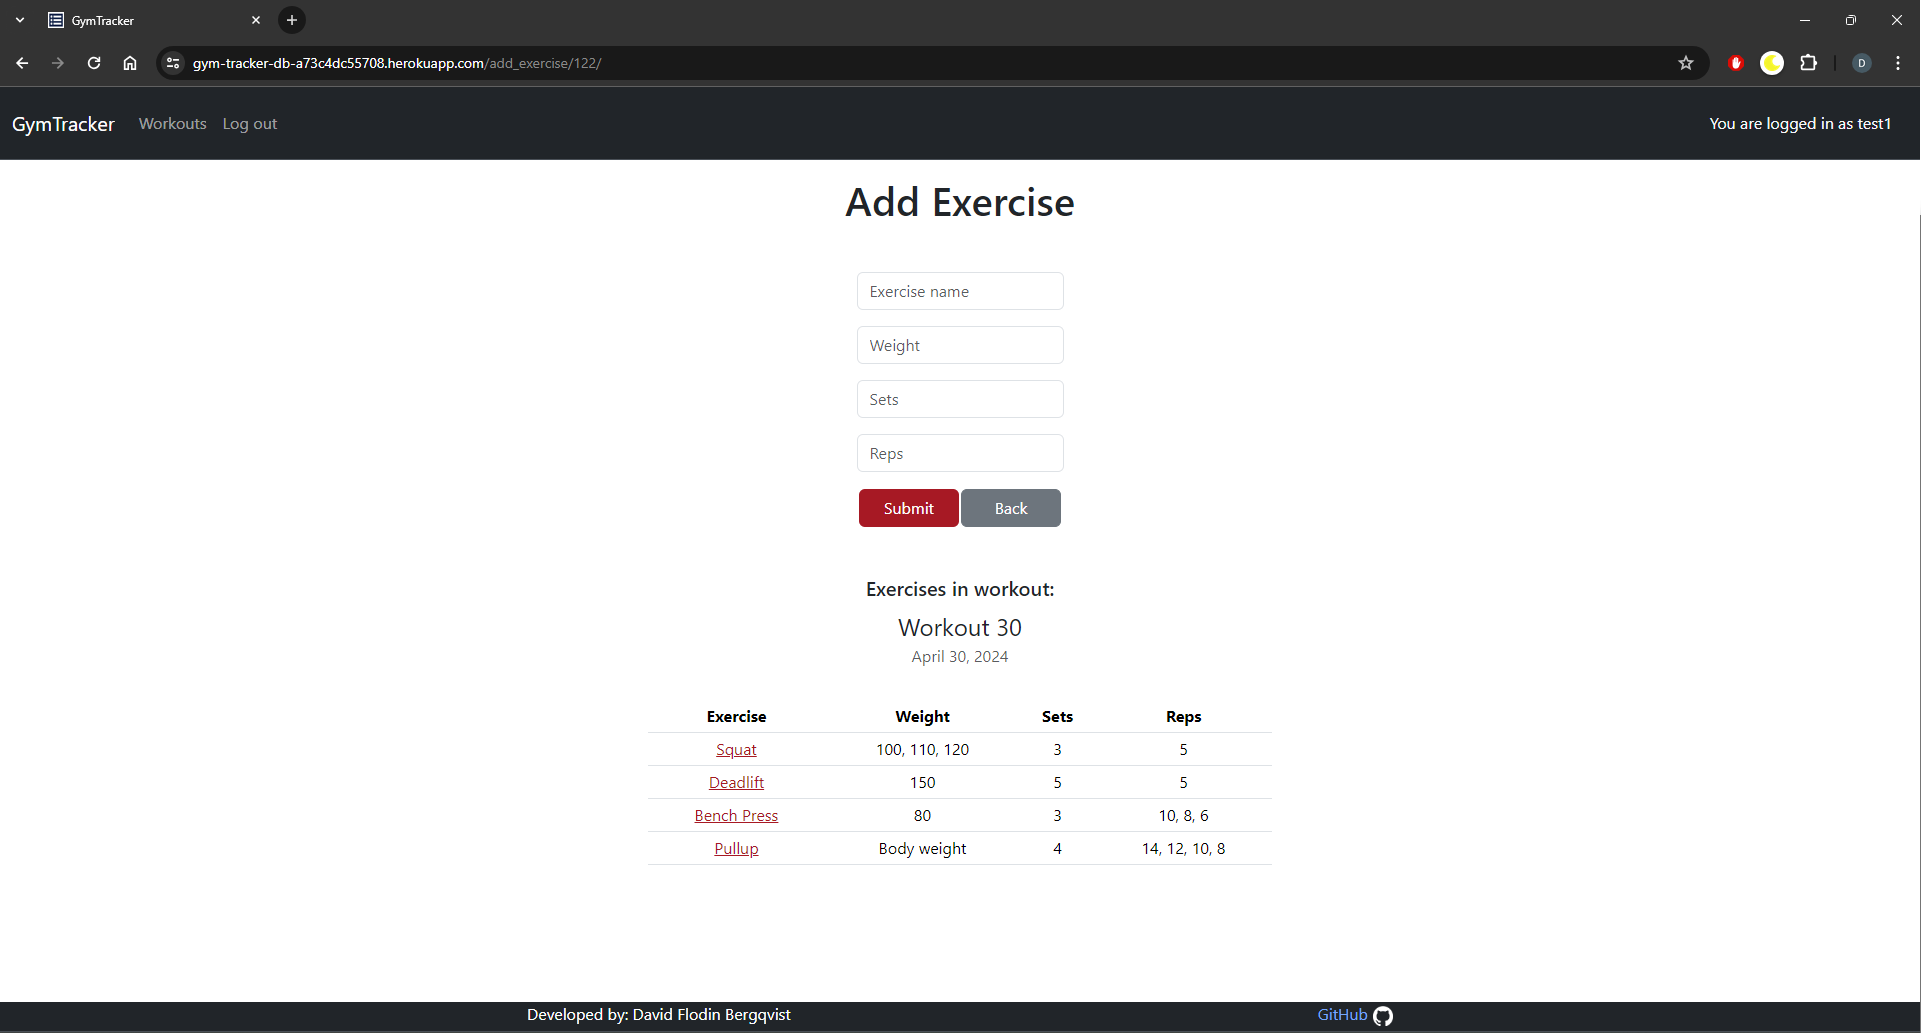 GymTracker
gym-tracker-db-a73c4dc55708.herokuapp.com/add_exercise/122/
D
GymTracker Workouts Log out You are logged in as test1
Add Exercise
Exercise name
Weight
Sets
Reps
Submit Back
Exercises in workout:
Workout 30
April 30, 2024
Exercise Weight Sets Reps
Squat 100, 110, 120 3 5
Deadlift 150 5 5
Bench Press 80 3 10, 8, 6
Pullup Body weight 4 14, 12, 10, 8
Developed by: David Flodin Bergqvist GitHub